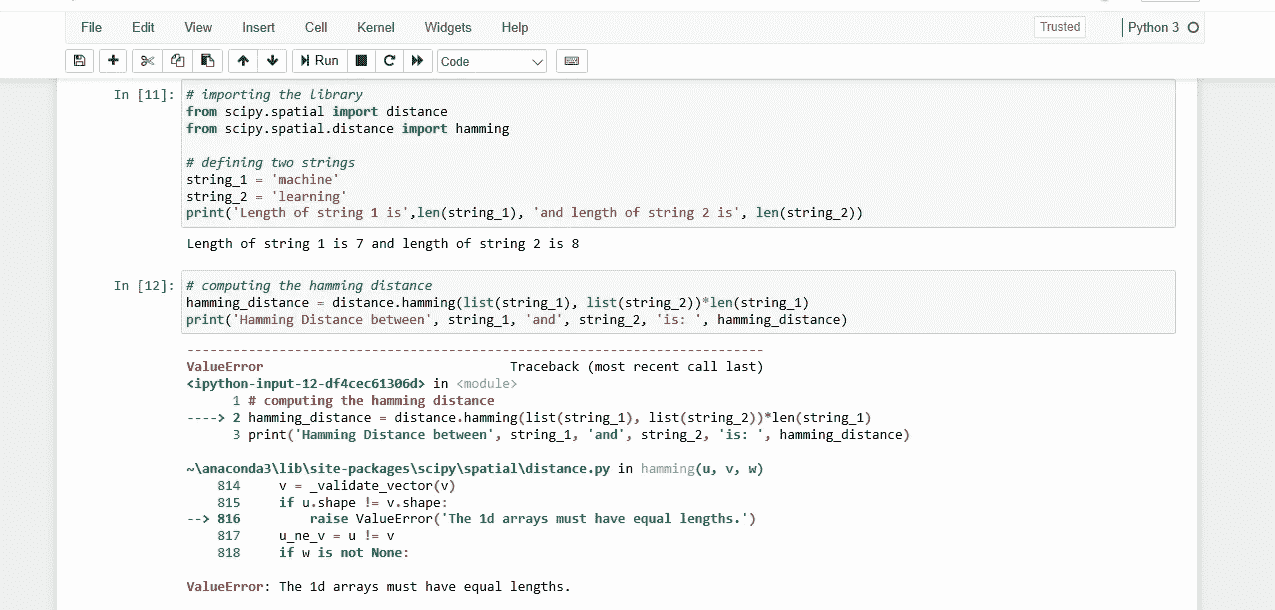 File Edit View Insert Cell Kernel Widgets Help Trusted Python 3
Run Code
In [11]: # importing the library
from scipy.spatial import distance
from scipy.spatial.distance import hamming
# defining two strings
string_1 = 'machine'
string_2 = 'learning'
print('Length of string 1 is',len(string_1), 'and length of string 2 is', len(string_2))
Length of string 1 is 7 and length of string 2 is 8
In [12]: # computing the hamming distance
hamming_distance = distance.hamming(list(string_1), list(string_2))*len(string_1)
print('Hamming Distance between', string_1, 'and', string_2, 'is: ', hamming_distance)
---------------------------------------------------------------------------
ValueError Traceback (most recent call last)
<ipython-input-12-df4cec61306d> in <module>
1 # computing the hamming distance
----> 2 hamming_distance = distance.hamming(list(string_1), list(string_2))*len(string_1)
3 print('Hamming Distance between', string_1, 'and', string_2, 'is: ', hamming_distance)
~\anaconda3\lib\site-packages\scipy\spatial\distance.py in hamming(u, v, w)
814 v = _validate_vector(v)
815 if u.shape != v.shape:
--> 816 raise ValueError('The 1d arrays must have equal lengths.')
817 u_ne_v = u != v
818 if w is not None:
ValueError: The 1d arrays must have equal lengths.